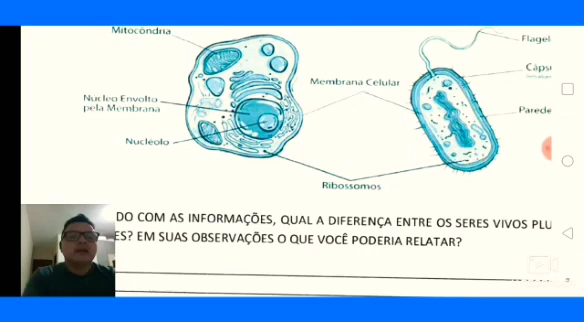 Mitocôndria
Flagel
Cáps
Membrana Celular
Núcleo Envolto
pela Membrana
Parede
Nucléolo
Ribossomos
DO COM AS INFORMAÇÕES, QUAL A DIFERENÇA ENTRE OS SERES VIVOS PLU
ES? EM SUAS OBSERVAÇÕES O QUE VOCÊ PODERIA RELATAR?